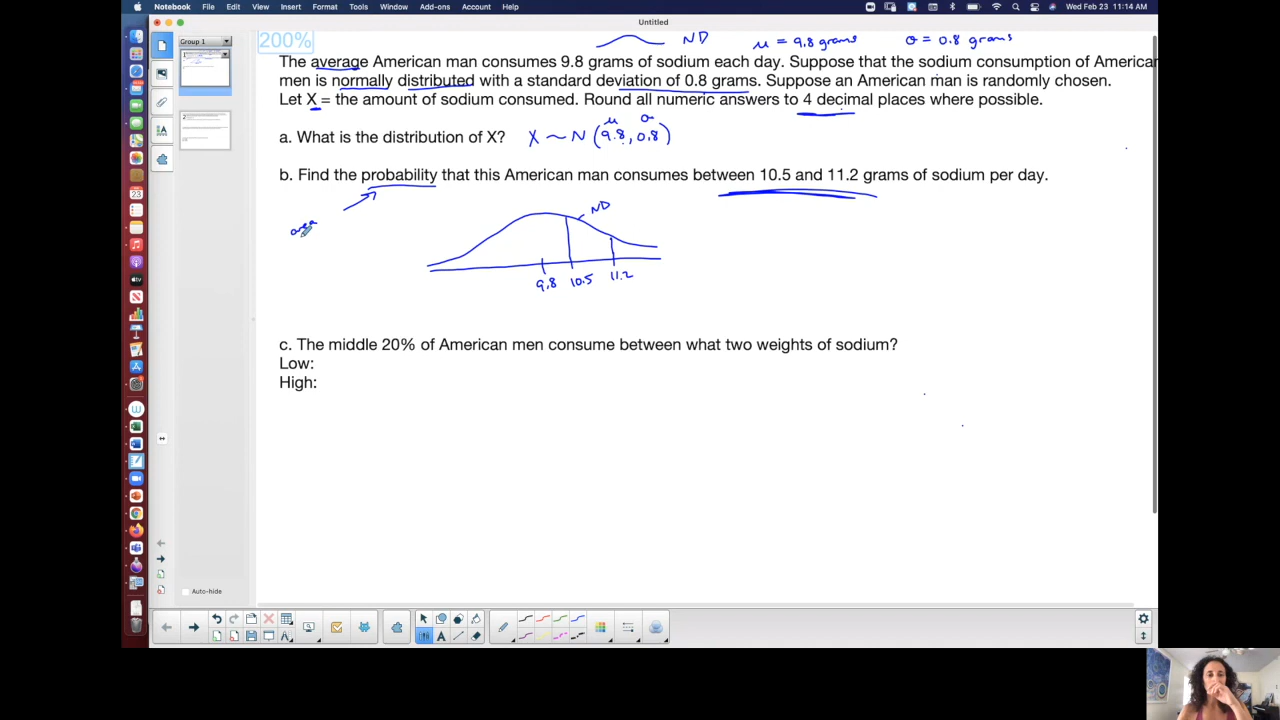 Notebook File Edit View Insert Format Tools Window Add-ons Account Help Wed Feb 23 11:14 AM
Untitled
Group 1
200%
ND μ = 9.8 grams σ = 0.8 grams
The average American man consumes 9.8 grams of sodium each day. Suppose that the sodium consumption of American
men is normally distributed with a standard deviation of 0.8 grams. Suppose an American man is randomly chosen.
Let X = the amount of sodium consumed. Round all numeric answers to 4 decimal places where possible.
μ σ
a. What is the distribution of X? X ~ N (9.8, 0.8)
b. Find the probability that this American man consumes between 10.5 and 11.2 grams of sodium per day.
area
ND
9.8 10.5 11.2
c. The middle 20% of American men consume between what two weights of sodium?
Low:
High:
Auto-hide